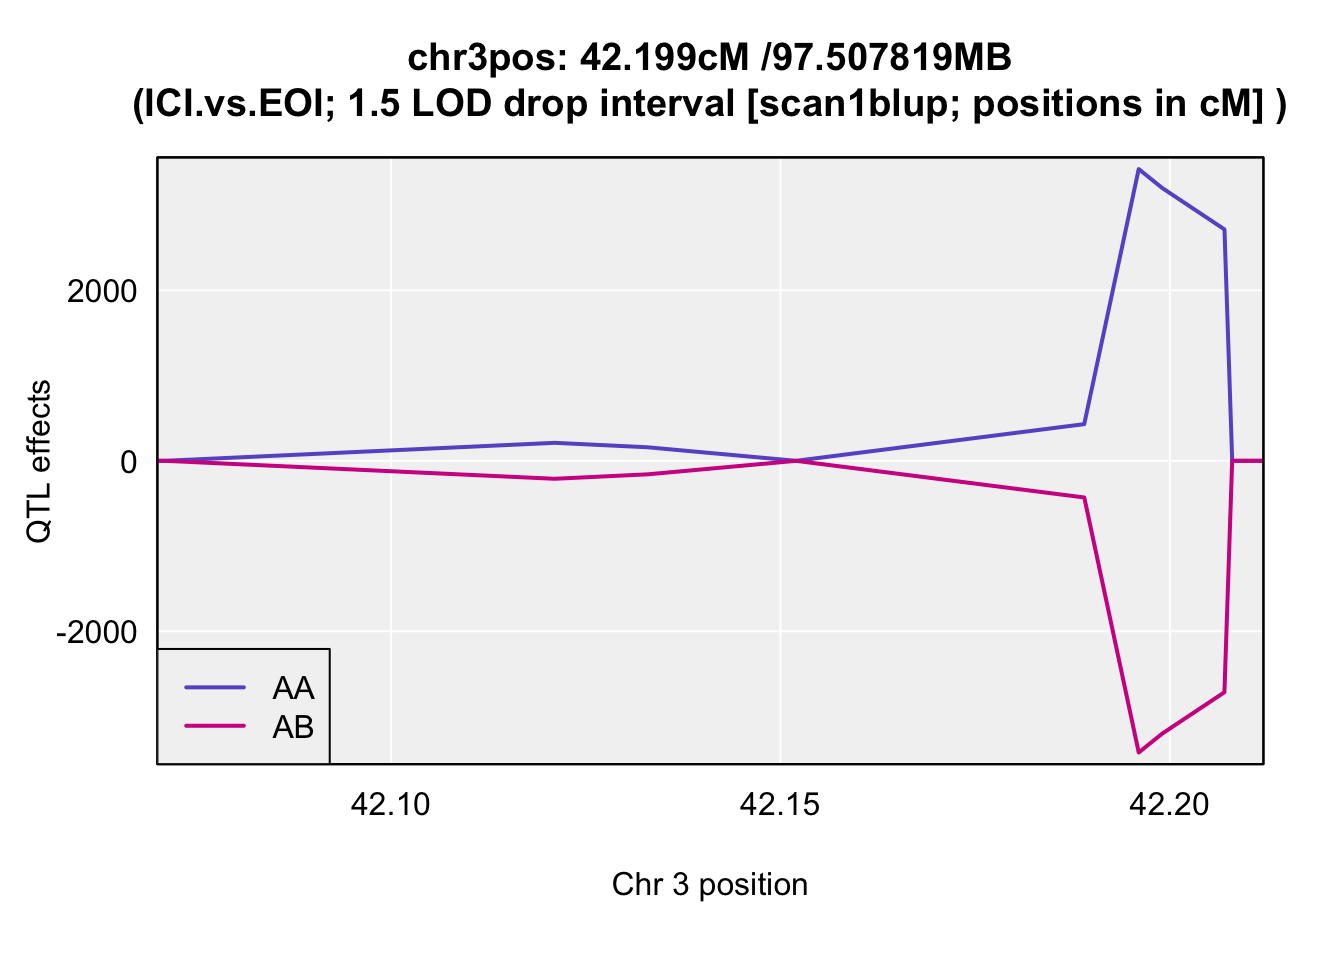 chr3pos: 42.199cM /97.507819MB
(ICI.vs.EOI; 1.5 LOD drop interval [scan1blup; positions in cM] )
QTL effects
2000
0
-2000
AA
AB
42.10 42.15 42.20
Chr 3 position